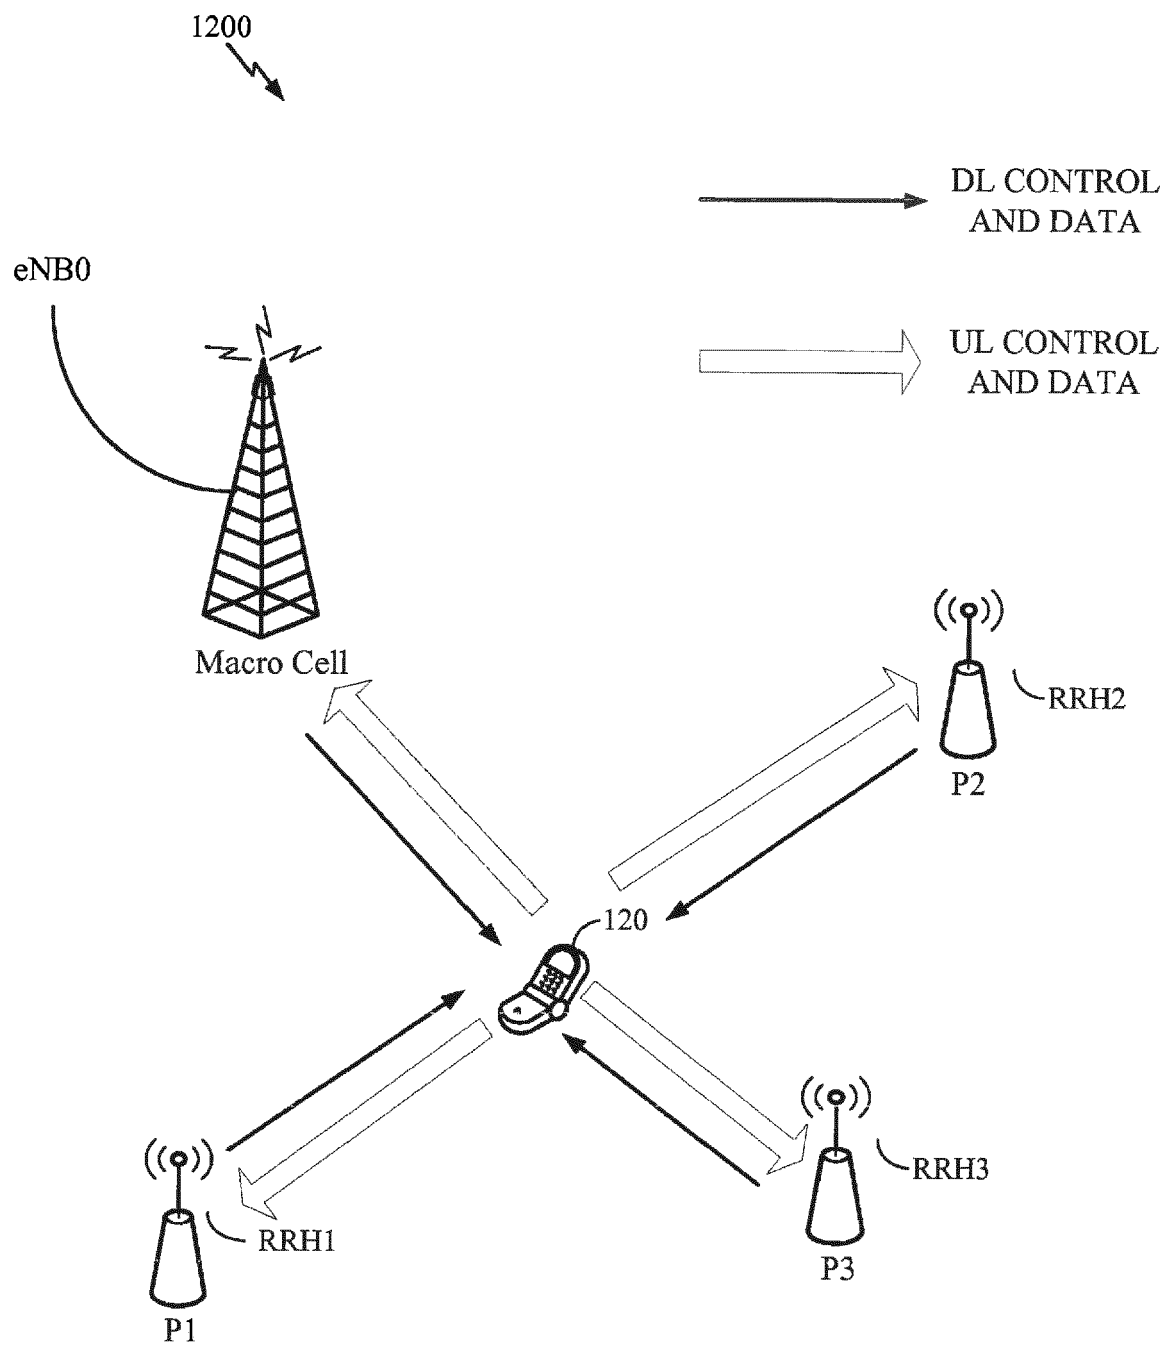 1200
DL CONTROL
AND DATA
eNB0
UL CONTROL
AND DATA
Macro Cell
RRH2
P2
120
RRH3
P3
RRH1
P1